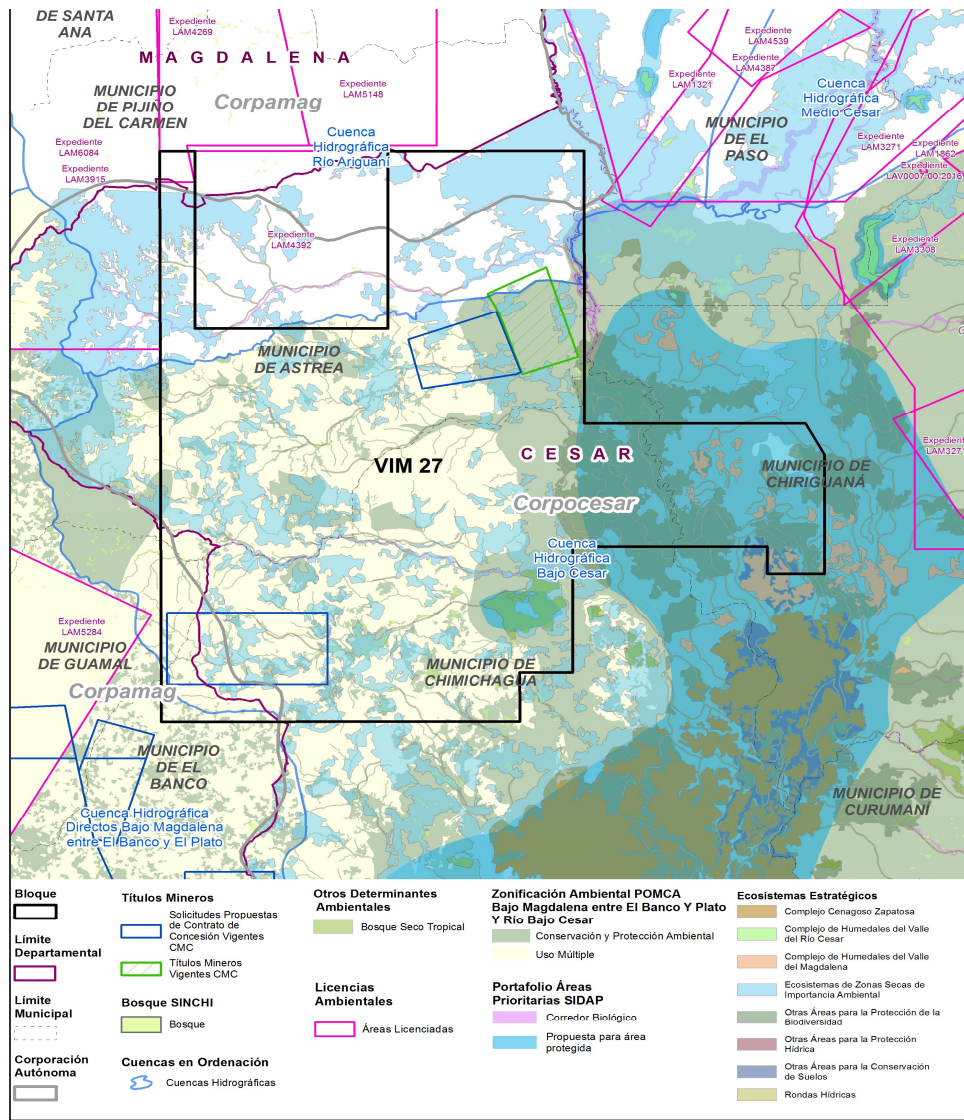 DE SANTA
ANA
Expediente
LAM4269
MAGDALENA
Expediente
LAM5148
MUNICIPIO
DE PIJIÑO
DEL CARMEN
Corpamag
Cuenca
Hidrográfica
Río Ariguaní
Expediente
LAM4539
Expediente
LAM4387
Expediente
LAM1321
Cuenca
Hidrográfica
Medio Cesar
MUNICIPIO
DE EL
PASO
Expediente
LAM3271
Expediente
LAM1862
Expediente
LAV0007-00-2016
Expediente
LAM6084
Expediente
LAM3915
Expediente
LAM4392
Expediente
LAM3308
MUNICIPIO
DE ASTREA
VIM 27
CESAR
Corpocesar
MUNICIPIO DE
CHIRIGUANÁ
Expedient
LAM327
Cuenca
Hidrográfica
Bajo Cesar
Expediente
LAM5284
MUNICIPIO
DE GUAMAL
Corpamag
MUNICIPIO DE
CHIMICHAGUA
MUNICIPIO
DE EL
BANCO
MUNICIPIO DE
CURUMANÍ
Cuenca Hidrográfica
Directos Bajo Magdalena
entre El Banco y El Plato
Bloque
Límite
Departamental
Límite
Municipal
Corporación
Autónoma
Títulos Mineros
Solicitudes Propuestas
de Contrato de
Concesión Vigentes
CMC
Títulos Mineros
Vigentes CMC
Bosque SINCHI
Bosque
Cuencas en Ordenación
Cuencas Hidrográficas
Otros Determinantes
Ambientales
Bosque Seco Tropical
Licencias
Ambientales
Áreas Licenciadas
Zonificación Ambiental POMCA
Bajo Magdalena entre El Banco Y Plato
Y Río Bajo Cesar
Conservación y Protección Ambiental
Uso Múltiple
Portafolio Áreas
Prioritarias SIDAP
Corredor Biológico
Propuesta para área
protegida
Ecosistemas Estratégicos
Complejo Cenagoso Zapatosa
Complejo de Humedales del Valle
del Río Cesar
Complejo de Humedales del Valle
del Magdalena
Ecosistemas de Zonas Secas de
Importancia Ambiental
Otras Áreas para la Protección de la
Biodiversidad
Otras Áreas para la Protección
Hídrica
Otras Áreas para la Conservación
de Suelos
Rondas Hídricas